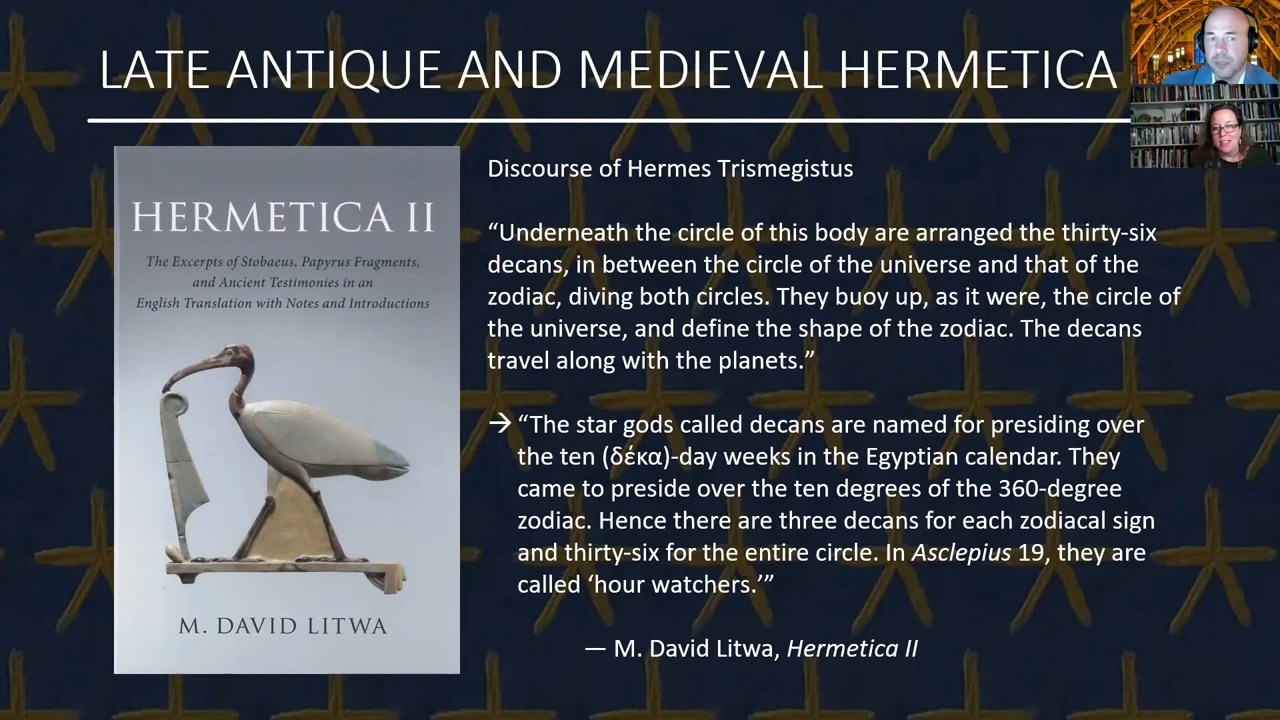 LATE ANTIQUE AND MEDIEVAL HERMETICA
HERMETICA II
The Excerpts of Stobaeus, Papyrus Fragments,
and Ancient Testimonies in an
English Translation with Notes and Introductions
M. DAVID LITWA
Discourse of Hermes Trismegistus
“Underneath the circle of this body are arranged the thirty-six
decans, in between the circle of the universe and that of the
zodiac, diving both circles. They buoy up, as it were, the circle of
the universe, and define the shape of the zodiac. The decans
travel along with the planets.”
→ “The star gods called decans are named for presiding over
the ten (δέκα)-day weeks in the Egyptian calendar. They
came to preside over the ten degrees of the 360-degree
zodiac. Hence there are three decans for each zodiacal sign
and thirty-six for the entire circle. In Asclepius 19, they are
called ‘hour watchers.’”
— M. David Litwa, Hermetica II